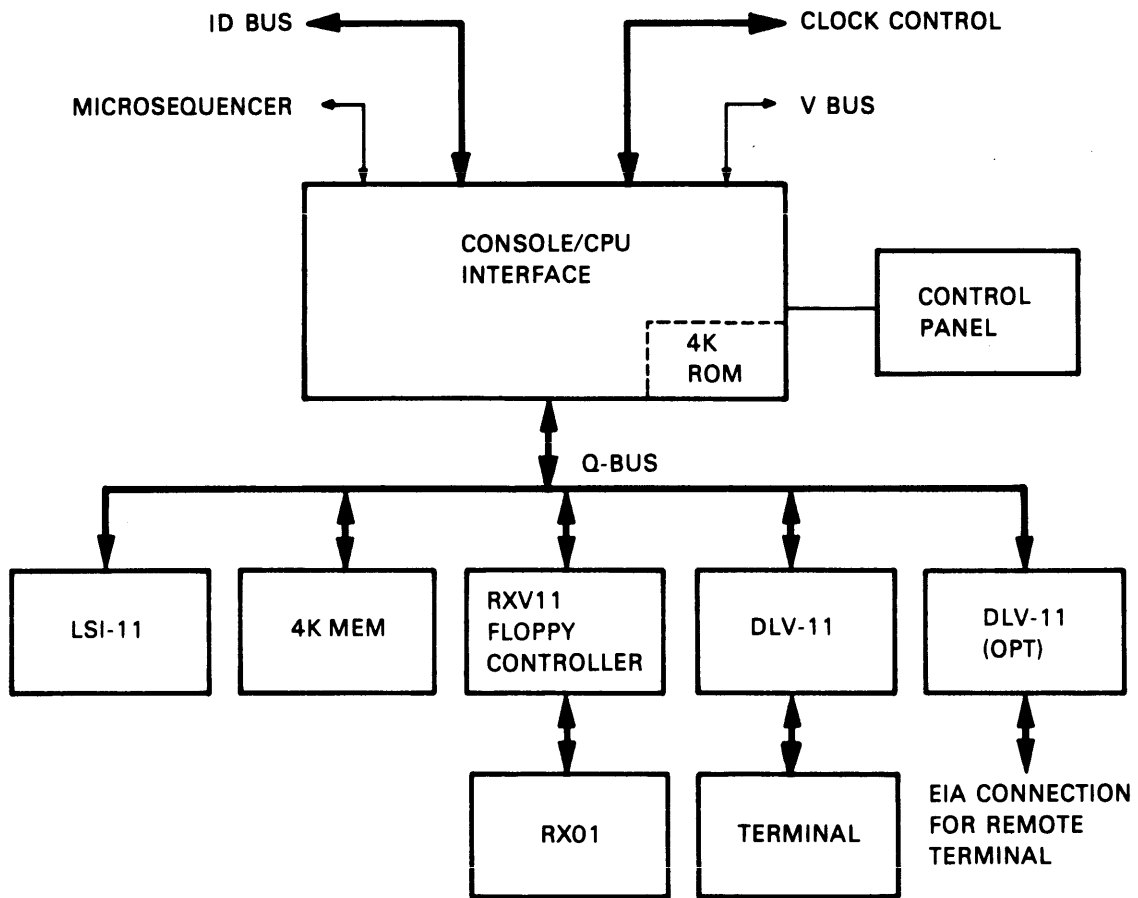 ID BUS
CLOCK CONTROL
MICROSEQUENCER
V BUS
CONSOLE/CPU
INTERFACE
4K
ROM
CONTROL
PANEL
Q-BUS
LSI-11
4K MEM
RXV11
FLOPPY
CONTROLLER
DLV-11
DLV-11
(OPT)
RX01
TERMINAL
EIA CONNECTION
FOR REMOTE
TERMINAL